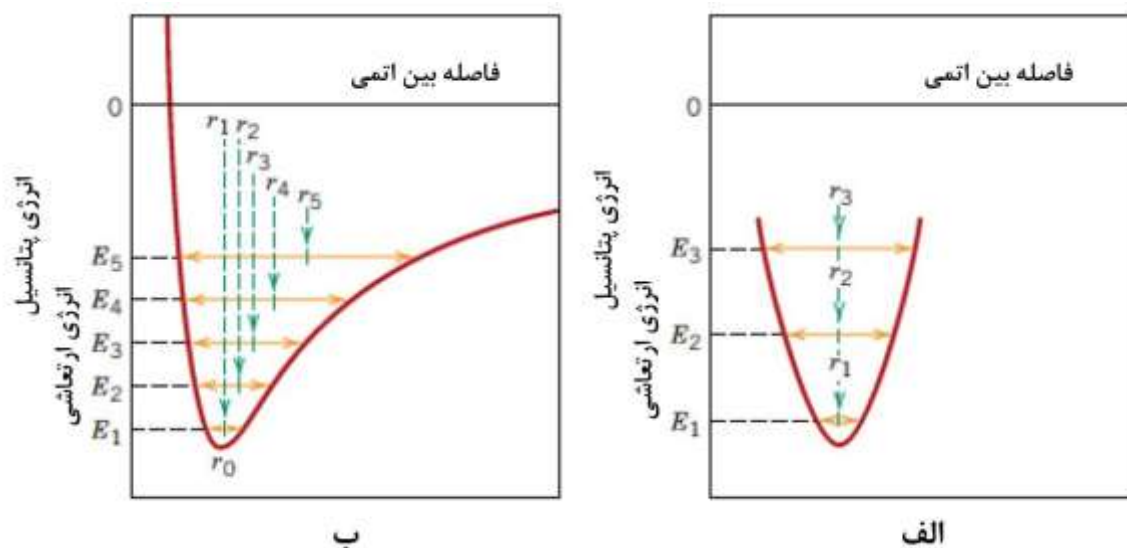 فاصله بین اتمی
0
r3
r2
r1
E3
E2
E1
انرژی پتانسیل
انرژی ارتعاشی
الف
فاصله بین اتمی
0
r1
r2
r3
r4
r5
E5
E4
E3
E2
E1
r0
انرژی پتانسیل
انرژی ارتعاشی
ب